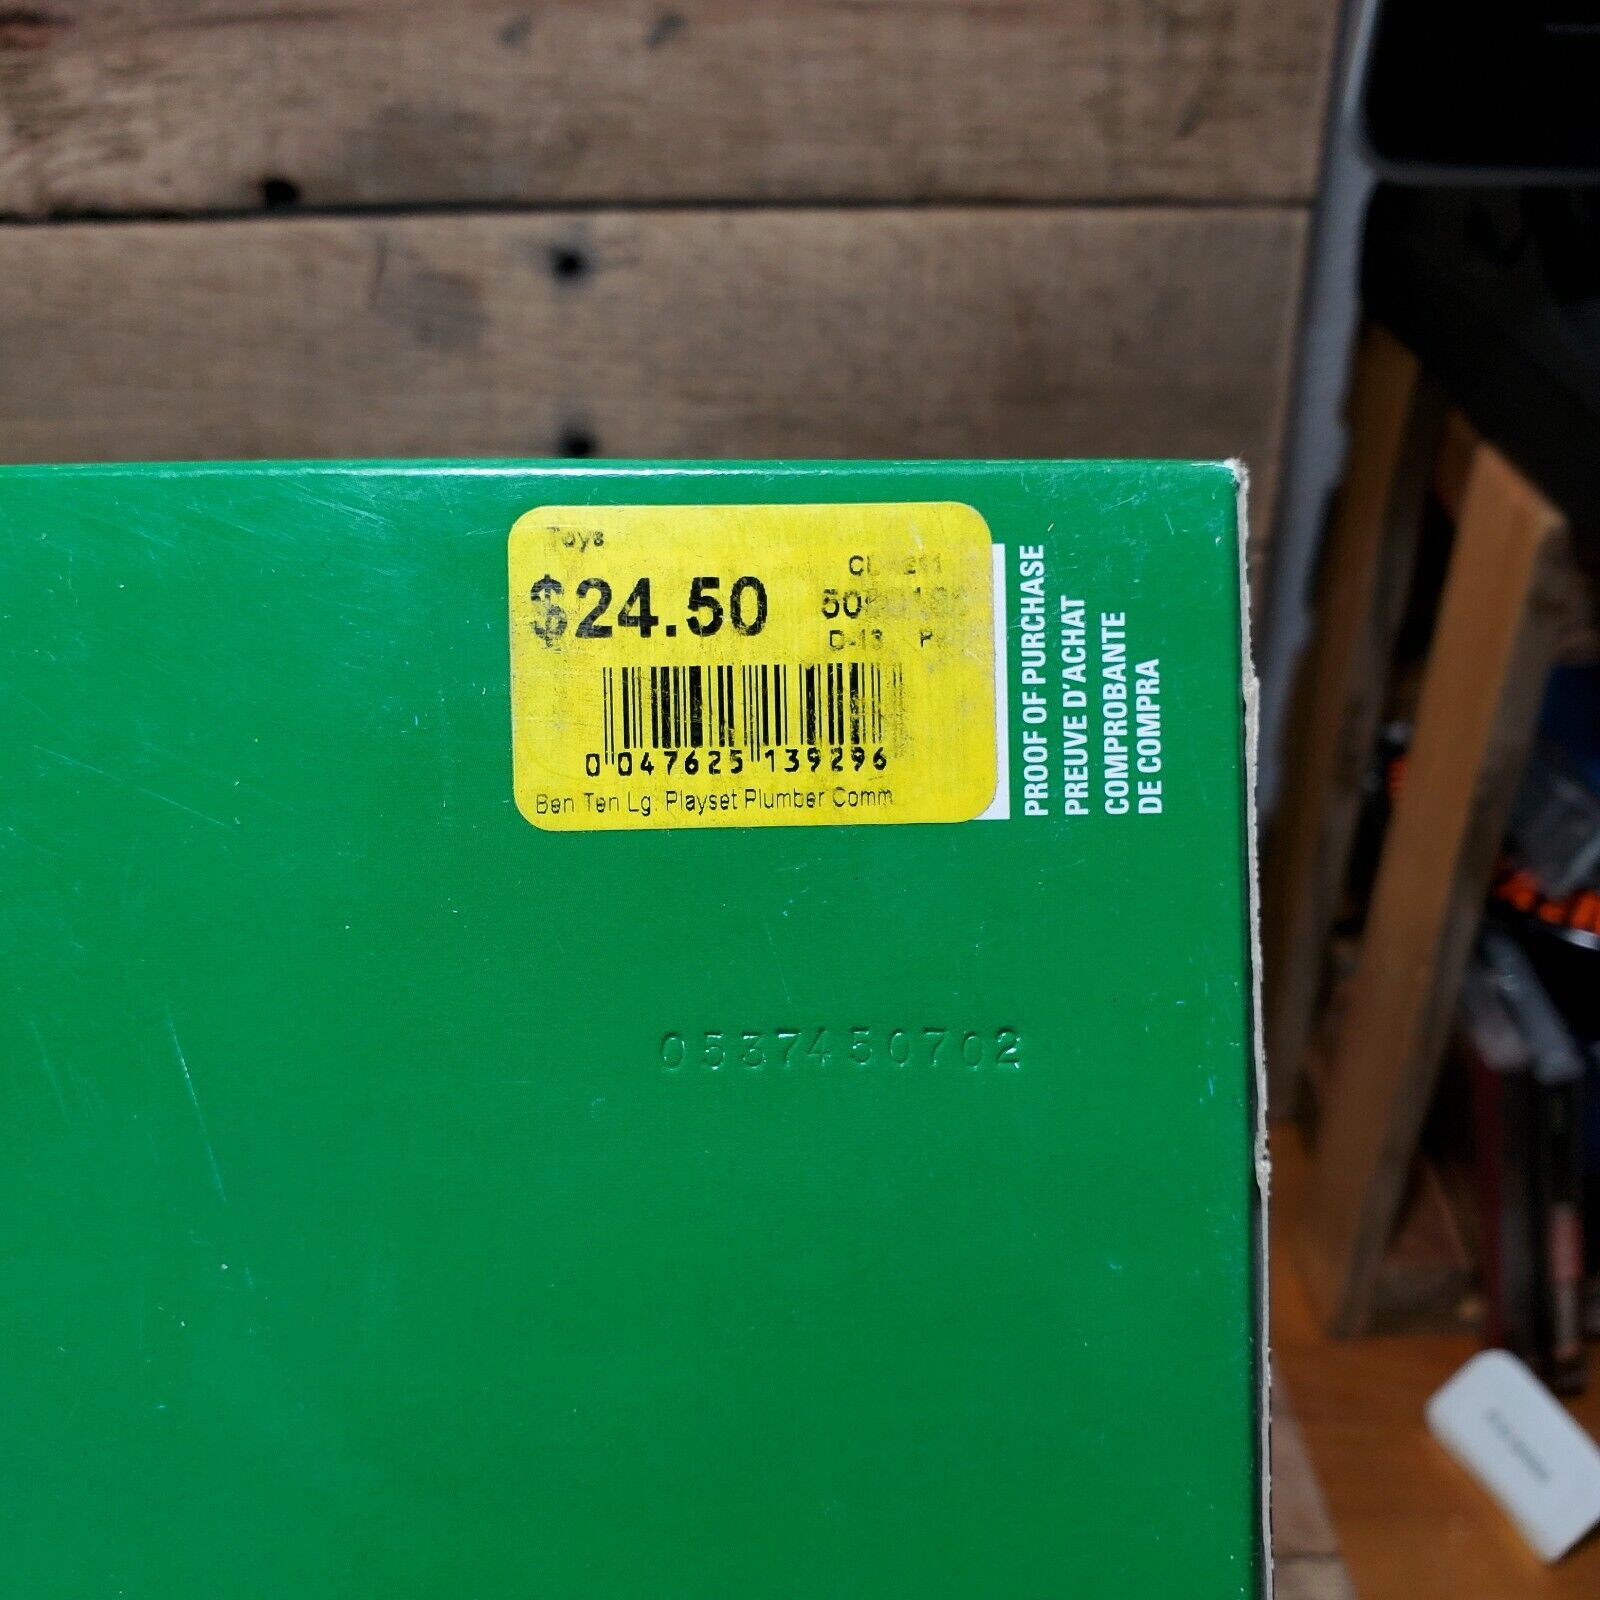 Toys
$24.50
D-13
0 047625 139296
Ben Ten Lg. Playset Plumber Comm
PROOF OF PURCHASE
PREUVE D'ACHAT
COMPROBANTE
DE COMPRA
0537450702